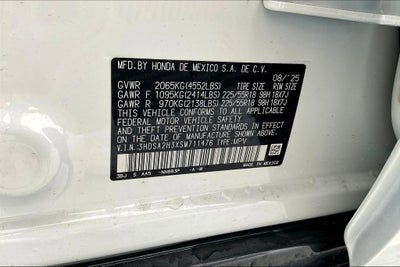 MFD.BY HONDA DE MEXICO S.A. DE C.V. 08/'25
GVWR 2065KG(4552LBS) TIRE SIZE RIM SIZE
GAWR F 1095KG(2414LBS) 225/55R18 98H 18X7J
GAWR R 970KG(2138LBS) 225/55R18 98H 18X7J
THIS VEHICLE CONFORMS TO ALL APPLICABLE
FEDERAL MOTOR VEHICLE SAFETY AND THEFT
PREVENTION STANDARDS IN EFFECT ON THE
DATE OF MANUFACTURE SHOWN ABOVE.
V.I.N.:3HDSA2H3XSW711476 TYPE:MPV
NH883P -A-M
MADE IN MEXICO